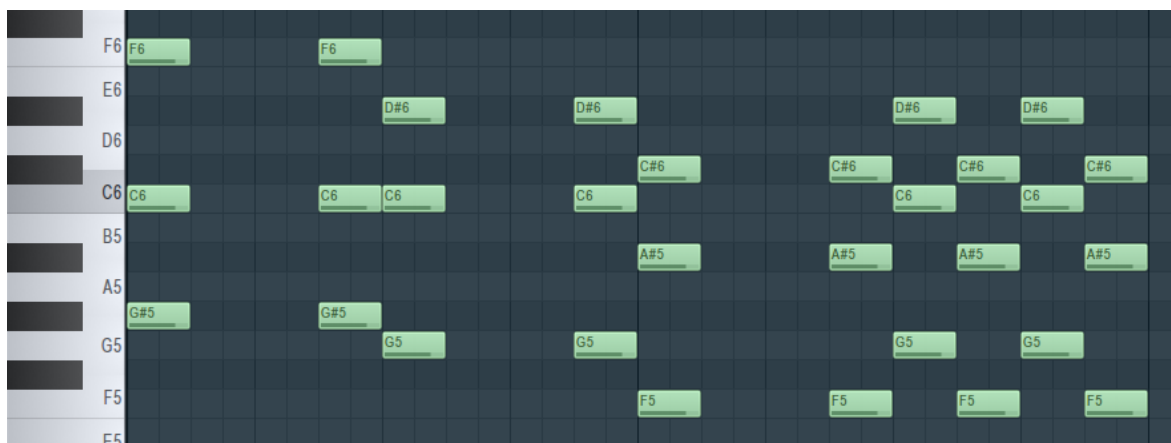 F6 F6 F6
E6
D#6 D#6 D#6 D#6
D6
C#6 C#6 C#6 C#6
C6 C6 C6 C6 C6 C6 C6
B5
A#5 A#5 A#5 A#5
A5
G#5 G#5
G5 G5 G5 G5 G5
F5 F5 F5 F5 F5
E5